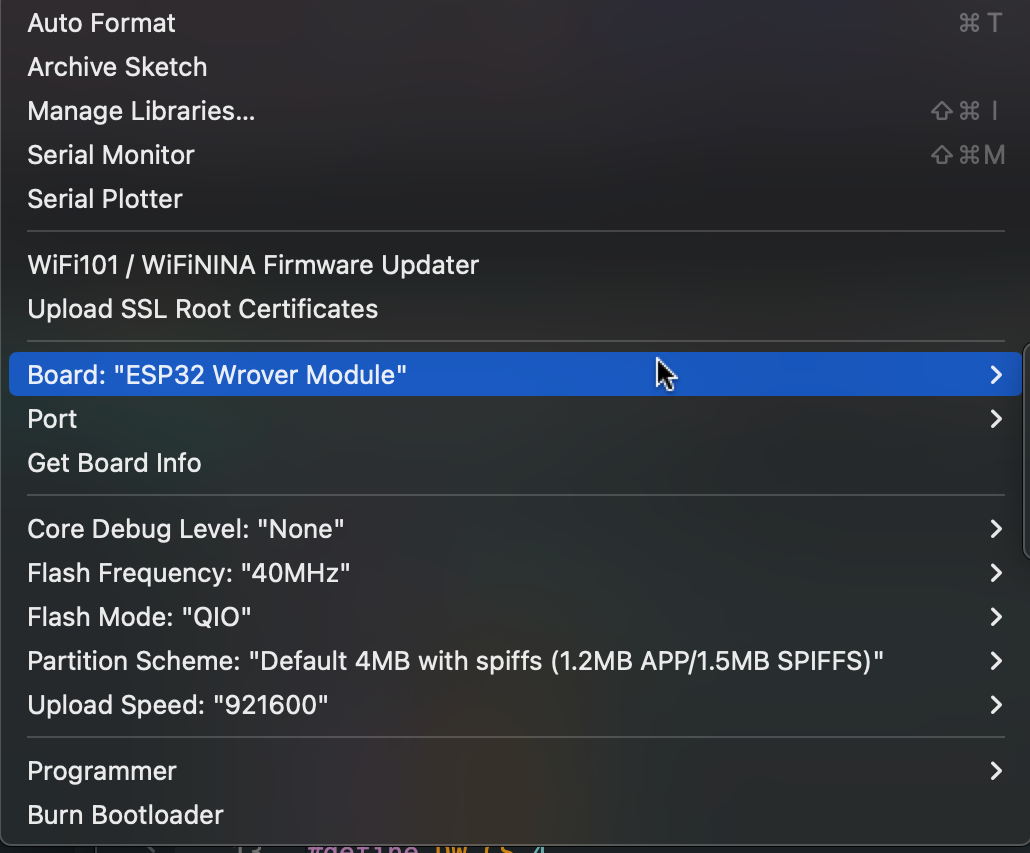 Auto Format ⌘ T
Archive Sketch
Manage Libraries... ⇧ ⌘ I
Serial Monitor ⇧ ⌘ M
Serial Plotter
WiFi101 / WiFiNINA Firmware Updater
Upload SSL Root Certificates
Board: "ESP32 Wrover Module"
Port
Get Board Info
Core Debug Level: "None"
Flash Frequency: "40MHz"
Flash Mode: "QIO"
Partition Scheme: "Default 4MB with spiffs (1.2MB APP/1.5MB SPIFFS)"
Upload Speed: "921600"
Programmer
Burn Bootloader
#define